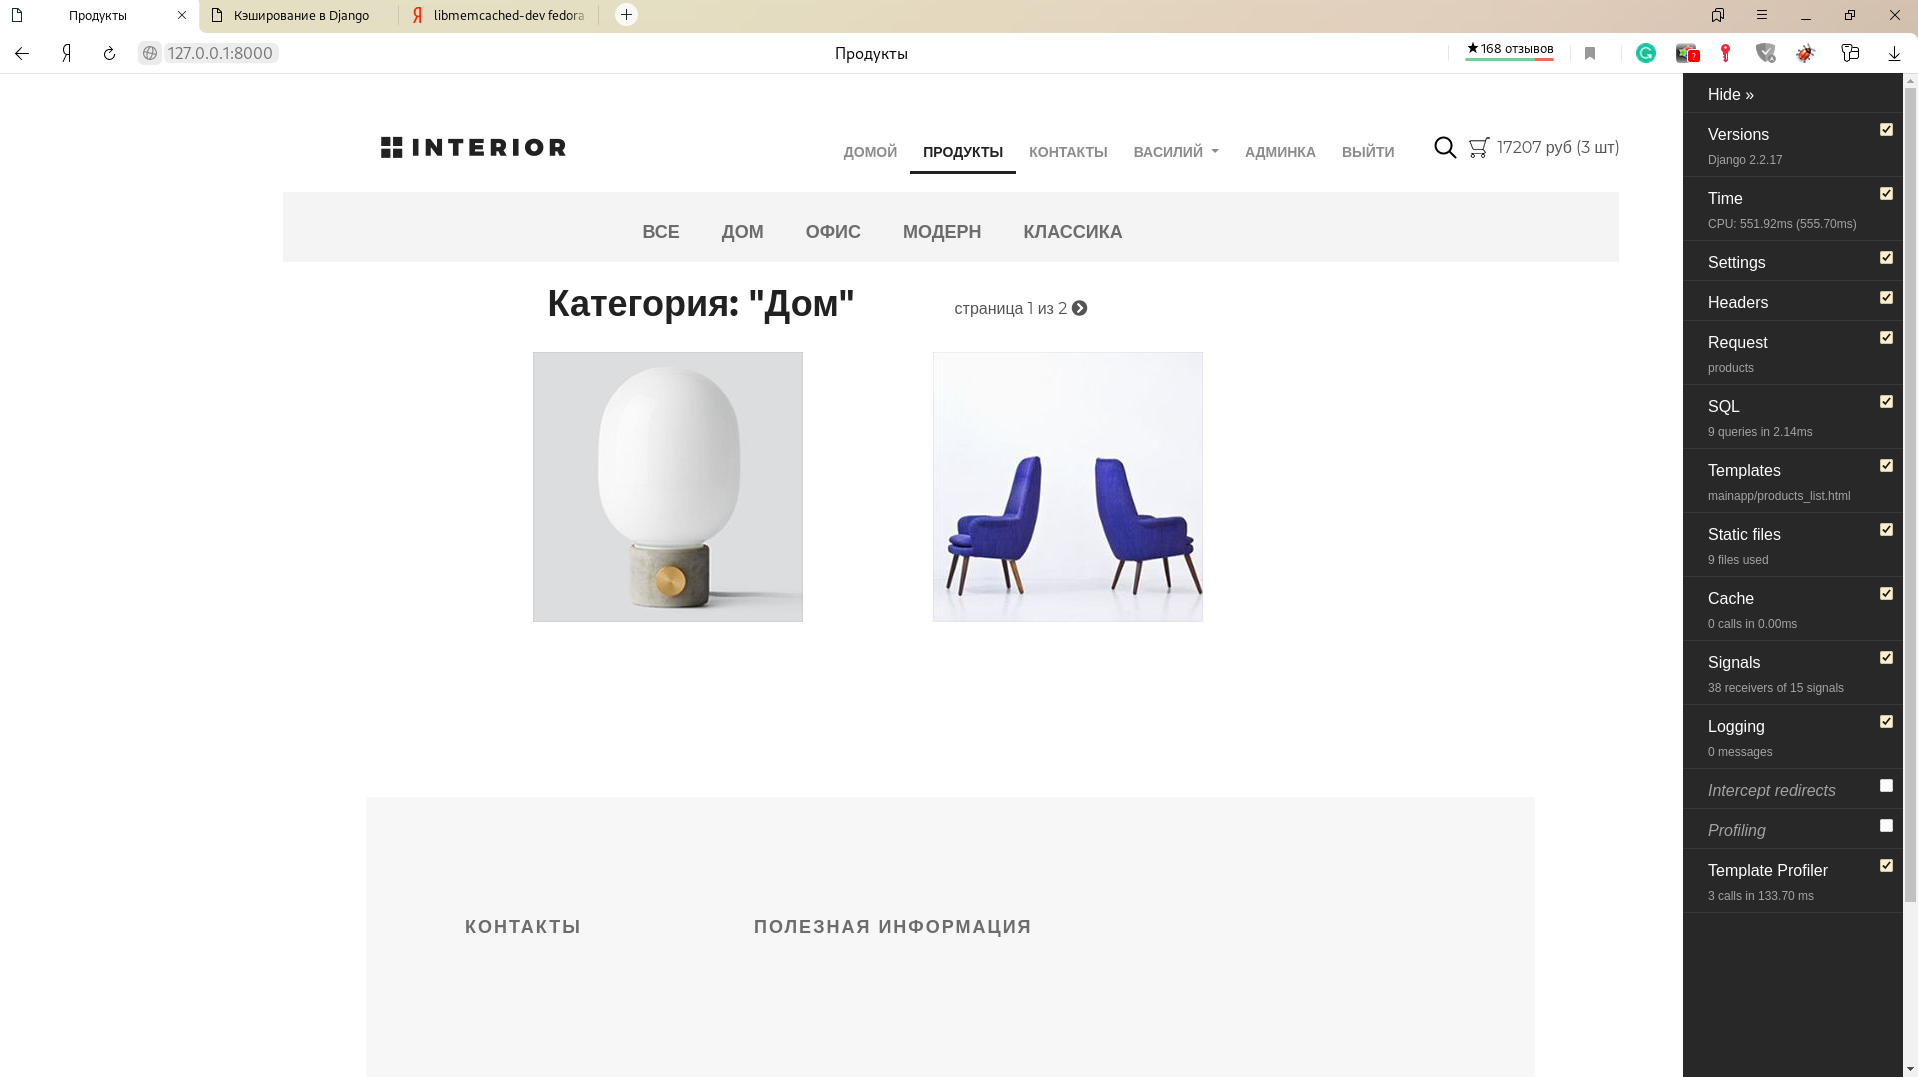 Продукты
Кэширование в Django
libmemcached-dev fedora
127.0.0.1:8000
Продукты
★168 отзывов
INTERIOR
ДОМОЙ ПРОДУКТЫ КОНТАКТЫ ВАСИЛИЙ АДМИНКА ВЫЙТИ
17207 руб (3 шт)
ВСЕ ДОМ ОФИС МОДЕРН КЛАССИКА
Категория: "Дом"
страница 1 из 2
КОНТАКТЫ
ПОЛЕЗНАЯ ИНФОРМАЦИЯ
Hide »
Versions
Django 2.2.17
Time
CPU: 551.92ms (555.70ms)
Settings
Headers
Request
products
SQL
9 queries in 2.14ms
Templates
mainapp/products_list.html
Static files
9 files used
Cache
0 calls in 0.00ms
Signals
38 receivers of 15 signals
Logging
0 messages
Intercept redirects
Profiling
Template Profiler
3 calls in 133.70 ms